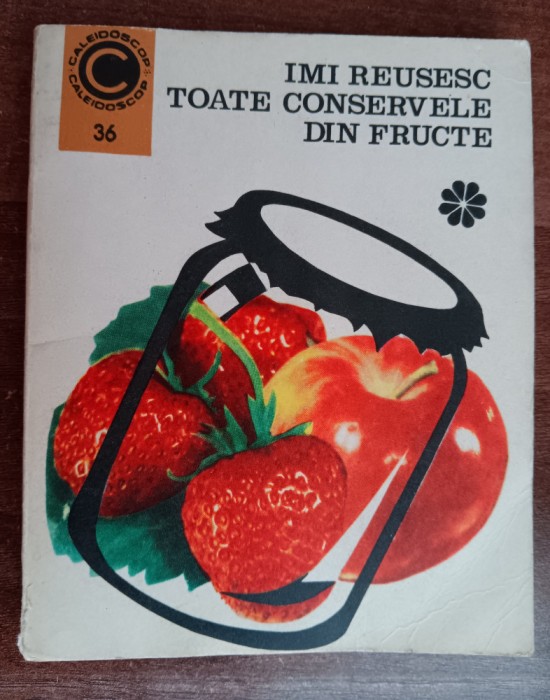 CALEIDOSCOP
C
CALEIDOSCOP
36
IMI REUSESC
TOATE CONSERVELE
DIN FRUCTE